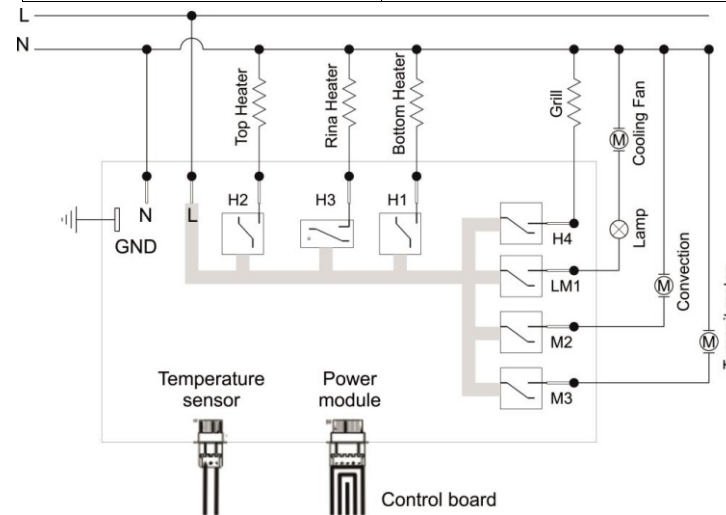 L
N
Top Heater
Rina Heater
Bottom Heater
Grill
Cooling Fan
Lamp
Convection
M
M
M
N
L
GND
H2
H3
H1
H4
LM1
M2
M3
Temperature
sensor
Power
module
Control board